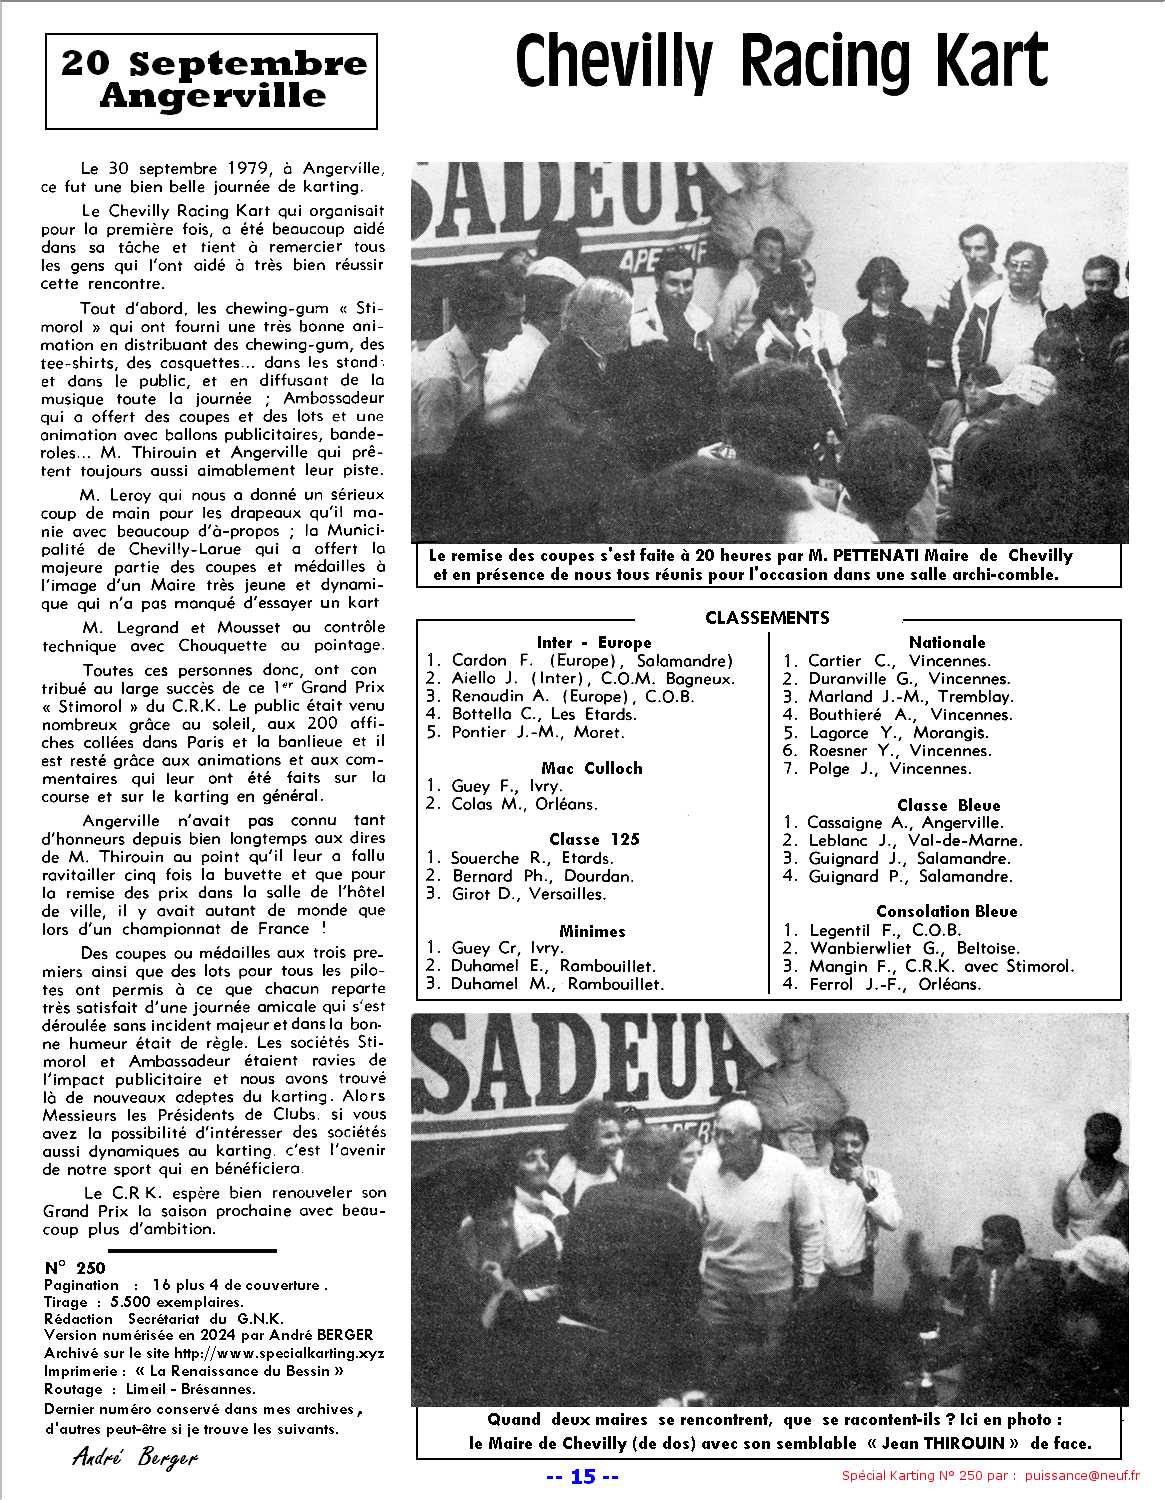 20 Septembre
Angerville
Chevilly Racing Kart
Le 30 septembre 1979, à Angerville,
ce fut une bien belle journée de karting.
Le Chevilly Racing Kart qui organisait
pour la première fois, a été beaucoup aidé
dans sa tâche et tient à remercier tous
les gens qui l'ont aidé à très bien réussir
cette rencontre.
Tout d'abord, les chewing-gum « Sti-
morol » qui ont fourni une très bonne ani-
mation en distribuant des chewing-gum, des
tee-shirts, des casquettes... dans les stand:
et dans le public, et en diffusant de la
musique toute la journée ; Ambassadeur
qui a offert des coupes et des lots et une
animation avec ballons publicitaires, bande-
roles... M. Thirouin et Angerville qui prê-
tent toujours aussi aimablement leur piste.
M. Leroy qui nous a donné un sérieux
coup de main pour les drapeaux qu'il ma-
nie avec beaucoup d'à-propos ; la Munici-
palité de Chevilly-Larue qui a offert la
majeure partie des coupes et médailles à
l'image d'un Maire très jeune et dynami-
que qui n'a pas manqué d'essayer un kart
M. Legrand et Mousset au contrôle
technique avec Chouquette au pointage.
Toutes ces personnes donc, ont con
tribué au large succès de ce 1er Grand Prix
« Stimorol » du C.R.K. Le public était venu
nombreux grâce au soleil, aux 200 affi-
ches collées dans Paris et la banlieue et il
est resté grâce aux animations et aux com-
mentaires qui leur ont été faits sur la
course et sur le karting en général.
Angerville n'avait pas connu tant
d'honneurs depuis bien longtemps aux dires
de M. Thirouin au point qu'il leur a fallu
ravitailler cinq fois la buvette et que pour
la remise des prix dans la salle de l'hôtel
de ville, il y avait autant de monde que
lors d'un championnat de France !
Des coupes ou médailles aux trois pre-
miers ainsi que des lots pour tous les pilo-
tes ont permis à ce que chacun reparte
très satisfait d'une journée amicale qui s'est
déroulée sans incident majeur et dans la bon-
ne humeur était de règle. Les sociétés Sti-
morol et Ambassadeur étaient ravies de
l'impact publicitaire et nous avons trouvé
là de nouveaux adeptes du karting. Alors
Messieurs les Présidents de Clubs. si vous
avez la possibilité d'intéresser des sociétés
aussi dynamiques au karting. c'est l'avenir
de notre sport qui en bénéficiera.
Le C.R K. espère bien renouveler son
Grand Prix la saison prochaine avec beau-
coup plus d'ambition.
N° 250
Pagination : 16 plus 4 de couverture .
Tirage : 5.500 exemplaires.
Rédaction Secrétariat du G.N.K.
Version numérisée en 2024 par André BERGER
Archivé sur le site http://www.specialkarting.xyz
Imprimerie : « La Renaissance du Bessin »
Routage : Limeil - Brésannes.
Dernier numéro conservé dans mes archives,
d'autres peut-être si je trouve les suivants.
André Berger
SADEUR
APERITIF
Le remise des coupes s'est faite à 20 heures par M. PETTENATI Maire de Chevilly
et en présence de nous tous réunis pour l'occasion dans une salle archi-comble.
CLASSEMENTS
Inter - Europe
1. Cardon F. (Europe), Salamandre)
2. Aiello J. (Inter), C.O.M. Bagneux.
3. Renaudin A. (Europe), C.O.B.
4. Bottella C., Les Etards.
5. Pontier J.-M., Moret.
Mac Culloch
1. Guey F., Ivry.
2. Colas M., Orléans.
Classe 125
1. Souerche R., Etards.
2. Bernard Ph., Dourdan.
3. Girot D., Versailles.
Minimes
1. Guey Cr, Ivry.
2. Duhamel E., Rambouillet.
3. Duhamel M., Rambouillet.
Nationale
1. Cartier C., Vincennes.
2. Duranville G., Vincennes.
3. Marland J.-M., Tremblay.
4. Bouthieré A., Vincennes.
5. Lagorce Y., Morangis.
6. Roesner Y., Vincennes.
7. Polge J., Vincennes.
Classe Bleue
1. Cassaigne A., Angerville.
2. Leblanc J., Val-de-Marne.
3. Guignard J., Salamandre.
4. Guignard P., Salamandre.
Consolation Bleue
1. Legentil F., C.O.B.
2. Wanbierwliet G., Beltoise.
3. Mangin F., C.R.K. avec Stimorol.
4. Ferrol J.-F., Orléans.
SADEUR
APERI
Quand deux maires se rencontrent, que se racontent-ils ? Ici en photo :
le Maire de Chevilly (de dos) avec son semblable « Jean THIROUIN » de face.
-- 15 --
Spécial Karting N° 250 par : puissance@neuf.fr